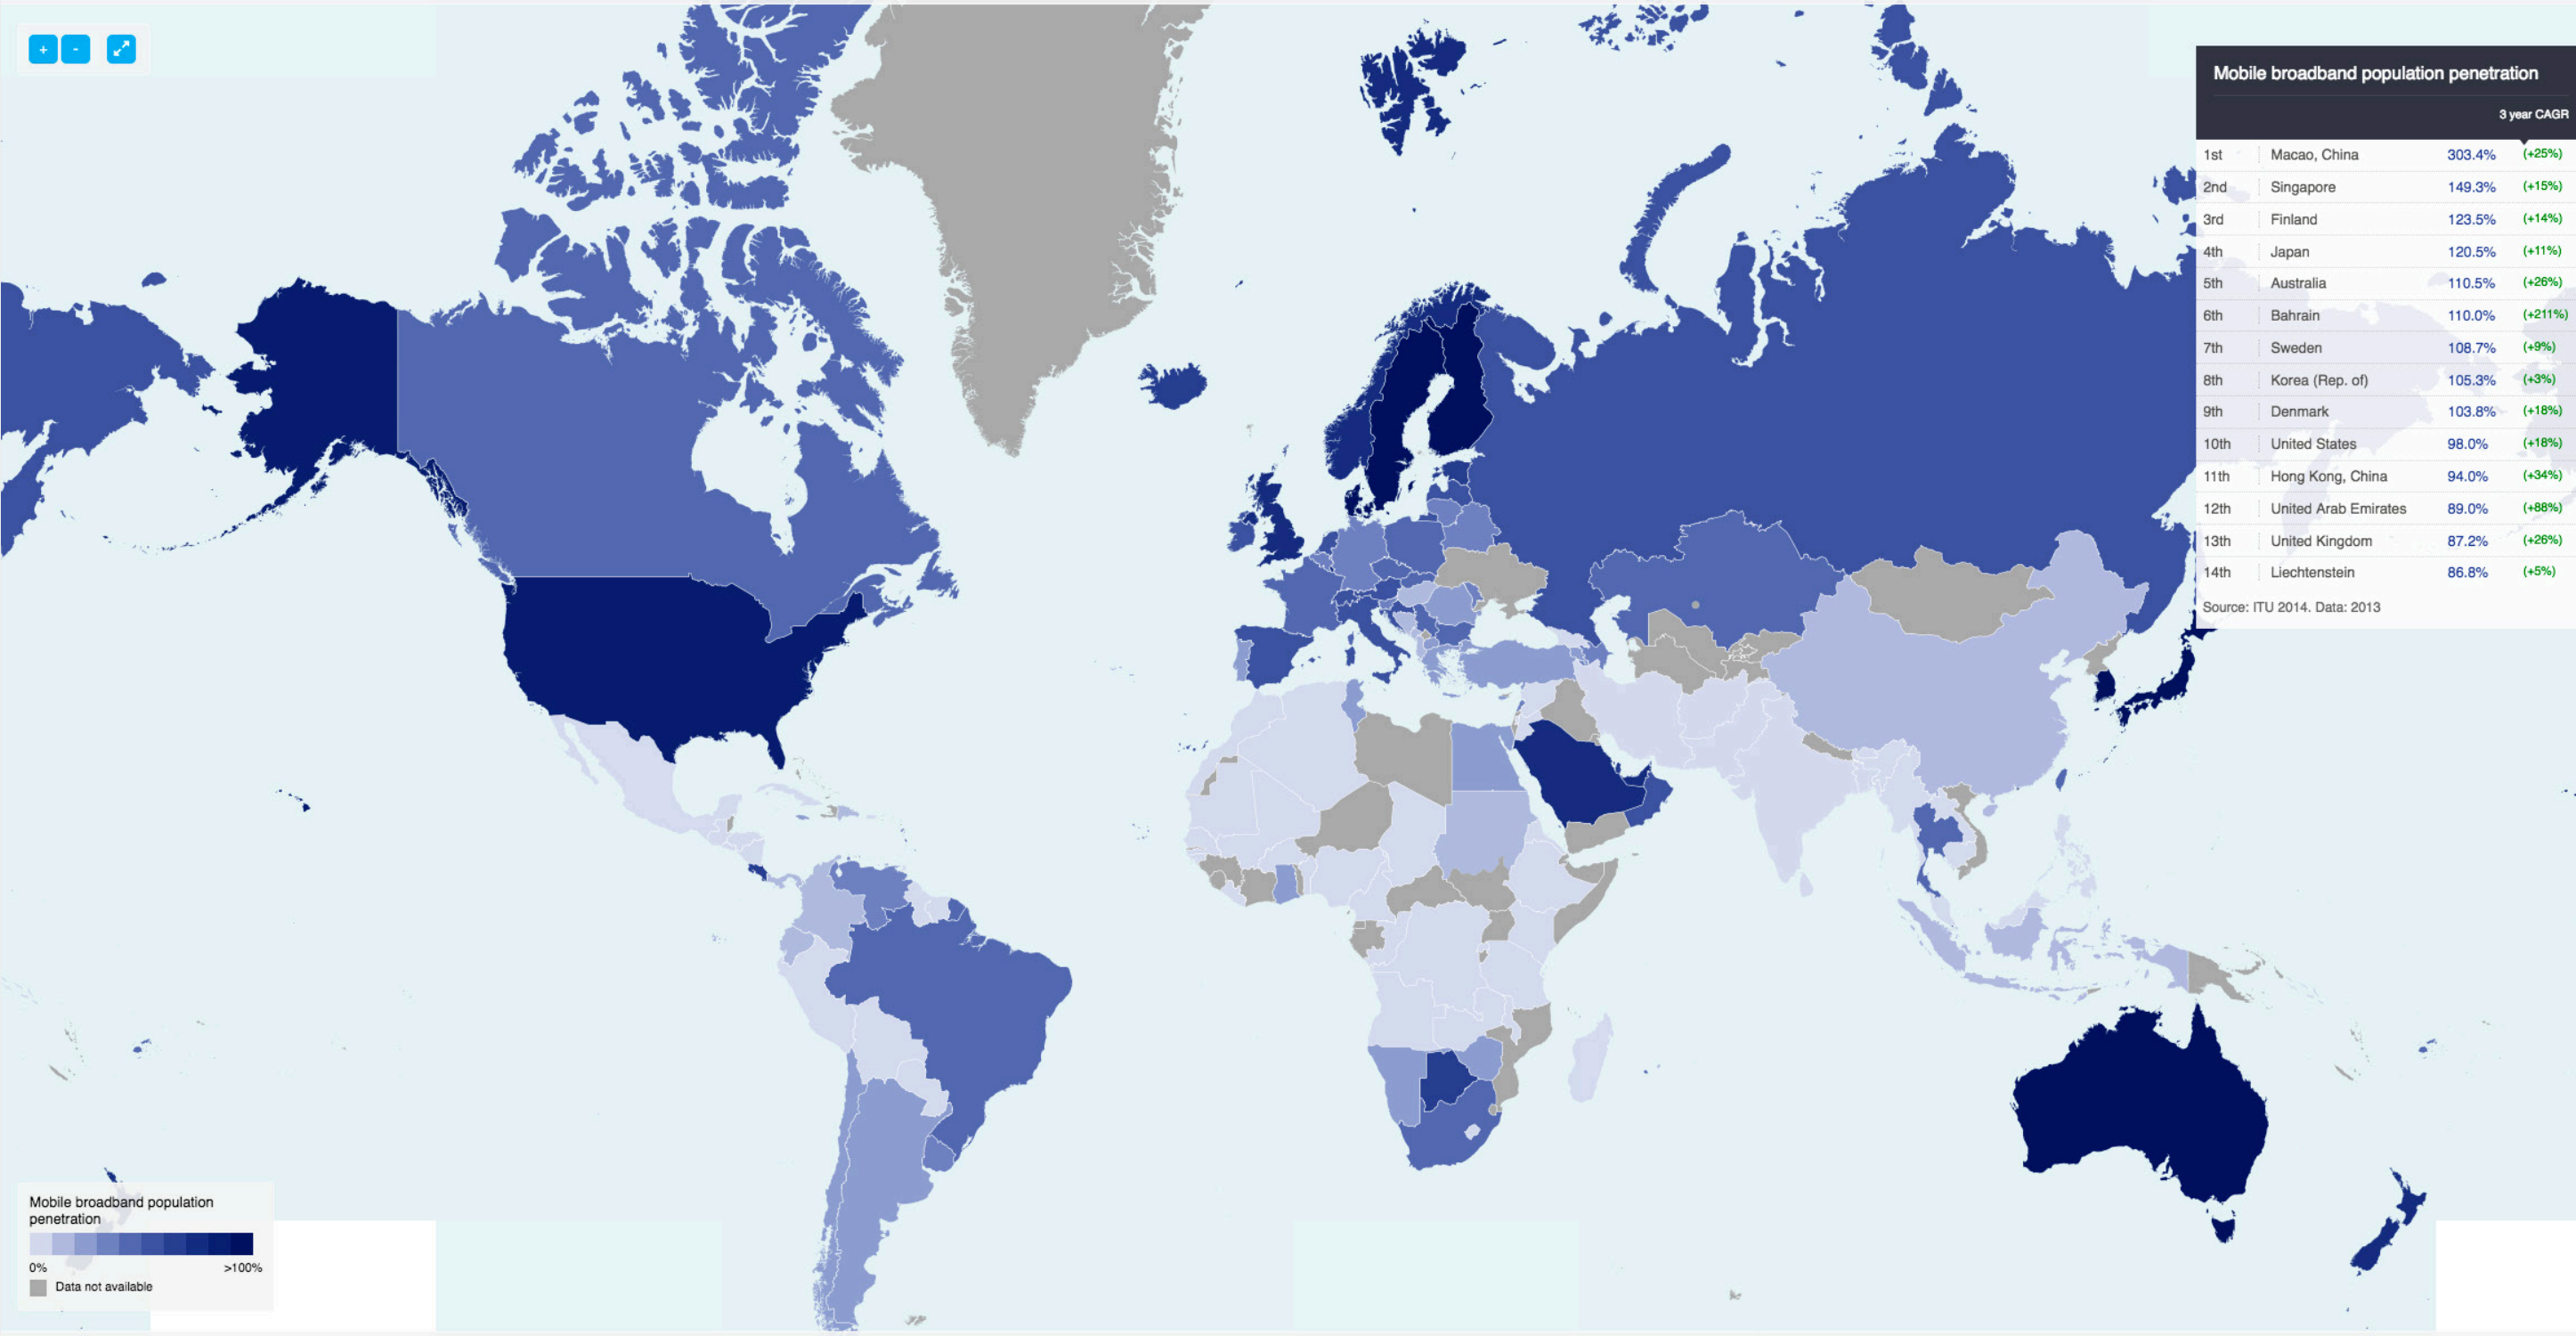 + -
Mobile broadband population penetration
3 year CAGR
1st Macao, China 303.4% (+25%)
2nd Singapore 149.3% (+15%)
3rd Finland 123.5% (+14%)
4th Japan 120.5% (+11%)
5th Australia 110.5% (+26%)
6th Bahrain 110.0% (+211%)
7th Sweden 108.7% (+9%)
8th Korea (Rep. of) 105.3% (+3%)
9th Denmark 103.8% (+18%)
10th United States 98.0% (+18%)
11th Hong Kong, China 94.0% (+34%)
12th United Arab Emirates 89.0% (+88%)
13th United Kingdom 87.2% (+26%)
14th Liechtenstein 86.8% (+5%)
Source: ITU 2014. Data: 2013
Mobile broadband population
penetration
0% >100%
Data not available